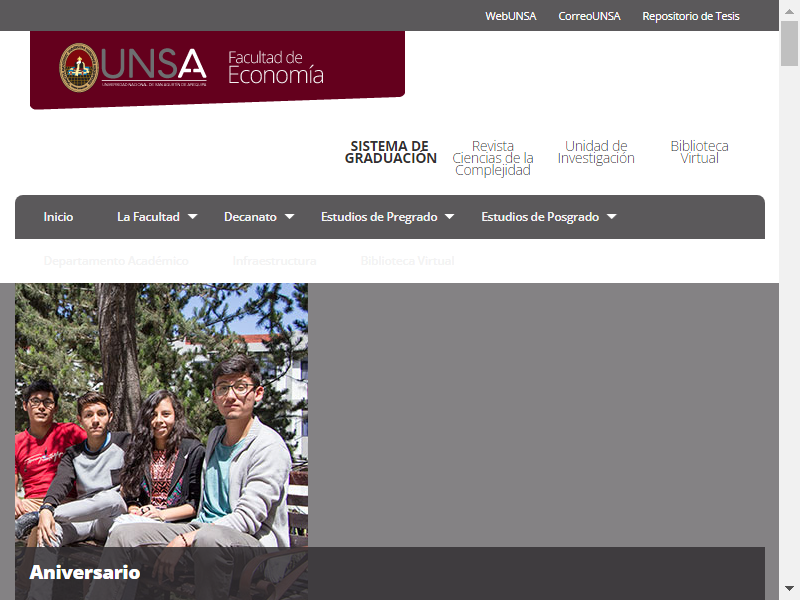 WebUNSA CorreoUNSA Repositorio de Tesis
UNSA
UNIVERSIDAD NACIONAL DE SAN AGUSTÍN DE AREQUIPA
Facultad de
Economía
SISTEMA DE
GRADUACIÓN
Revista
Ciencias de la
Complejidad
Unidad de
Investigación
Biblioteca
Virtual
Inicio La Facultad Decanato Estudios de Pregrado Estudios de Posgrado
Departamento Académico Infraestructura Biblioteca Virtual
Aniversario